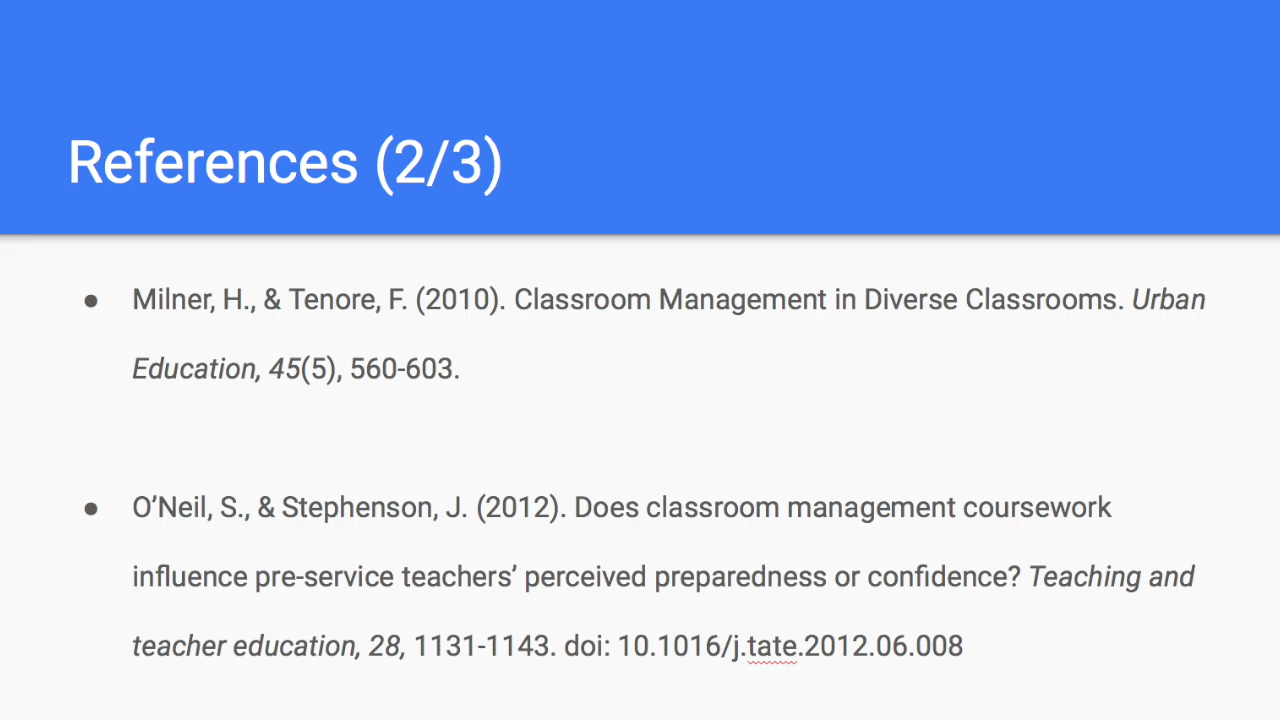 References (2/3)
● Milner, H., & Tenore, F. (2010). Classroom Management in Diverse Classrooms. Urban
Education, 45(5), 560-603.
● O’Neil, S., & Stephenson, J. (2012). Does classroom management coursework
influence pre-service teachers’ perceived preparedness or confidence? Teaching and
teacher education, 28, 1131-1143. doi: 10.1016/j.tate.2012.06.008